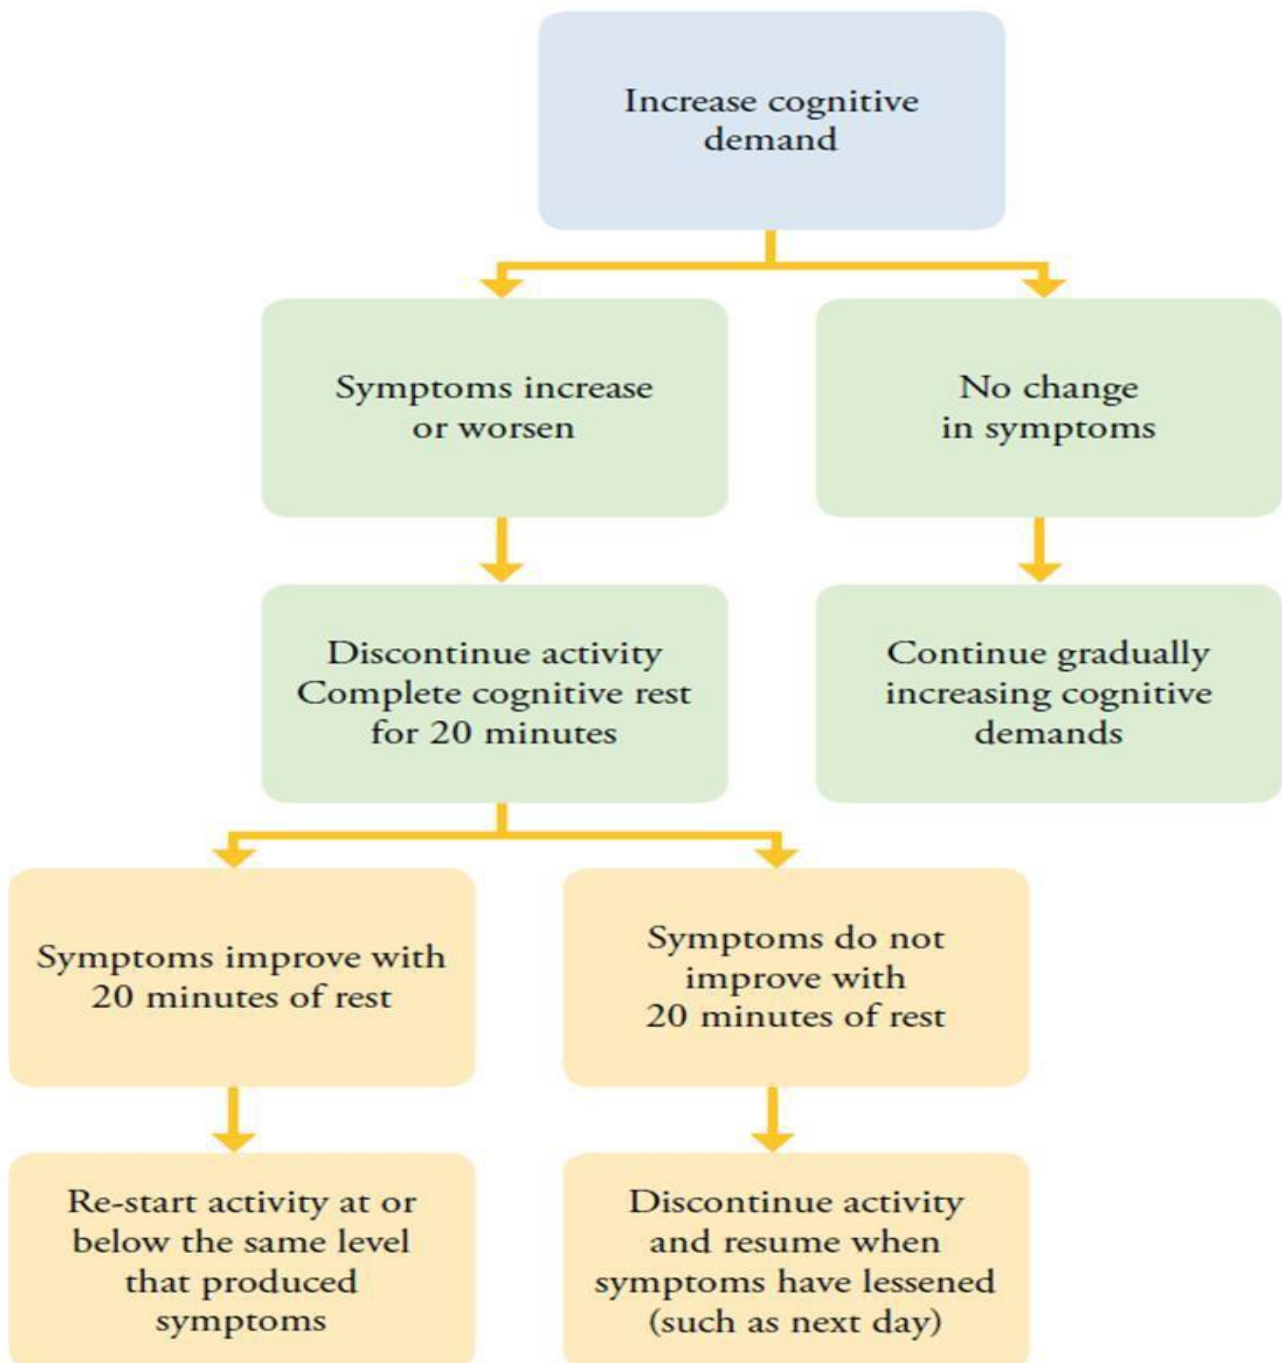 Increase cognitive
demand
Symptoms increase
or worsen
No change
in symptoms
Discontinue activity
Complete cognitive rest
for 20 minutes
Continue gradually
increasing cognitive
demands
Symptoms improve with
20 minutes of rest
Symptoms do not
improve with
20 minutes of rest
Re-start activity at or
below the same level
that produced
symptoms
Discontinue activity
and resume when
symptoms have lessened
(such as next day)